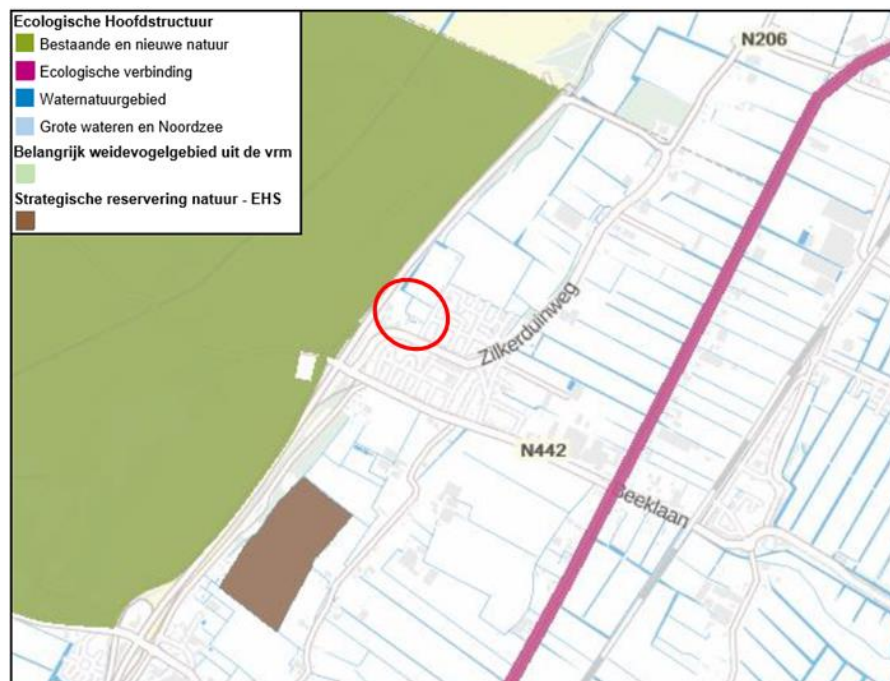 Ecologische Hoofdstructuur
Bestaande en nieuwe natuur
Ecologische verbinding
Waternatuurgebied
Grote wateren en Noordzee
Belangrijk weidevogelgebied uit de vrm
Strategische reservering natuur - EHS
N206
Zilkerduinweg
N442
Beeklaan